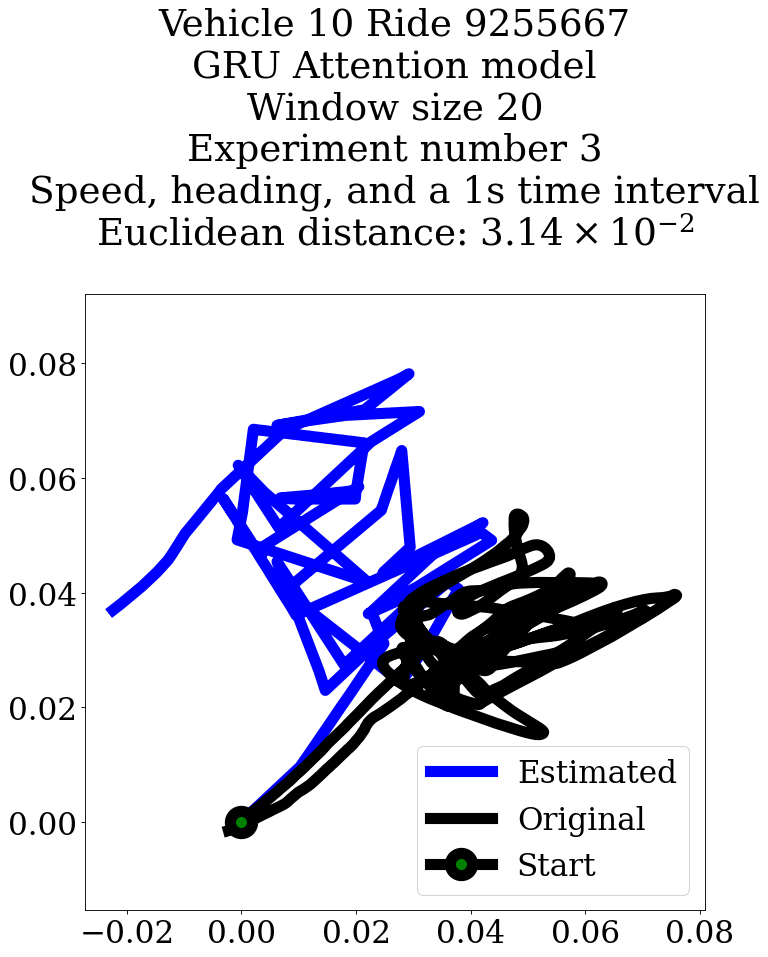 Vehicle 10 Ride 9255667
GRU Attention model
Window size 20
Experiment number 3
Speed, heading, and a 1s time interval
Euclidean distance: 3.14 × 10⁻²
0.08
0.06
0.04
0.02
0.00
Estimated
Original
Start
−0.02 0.00 0.02 0.04 0.06 0.08